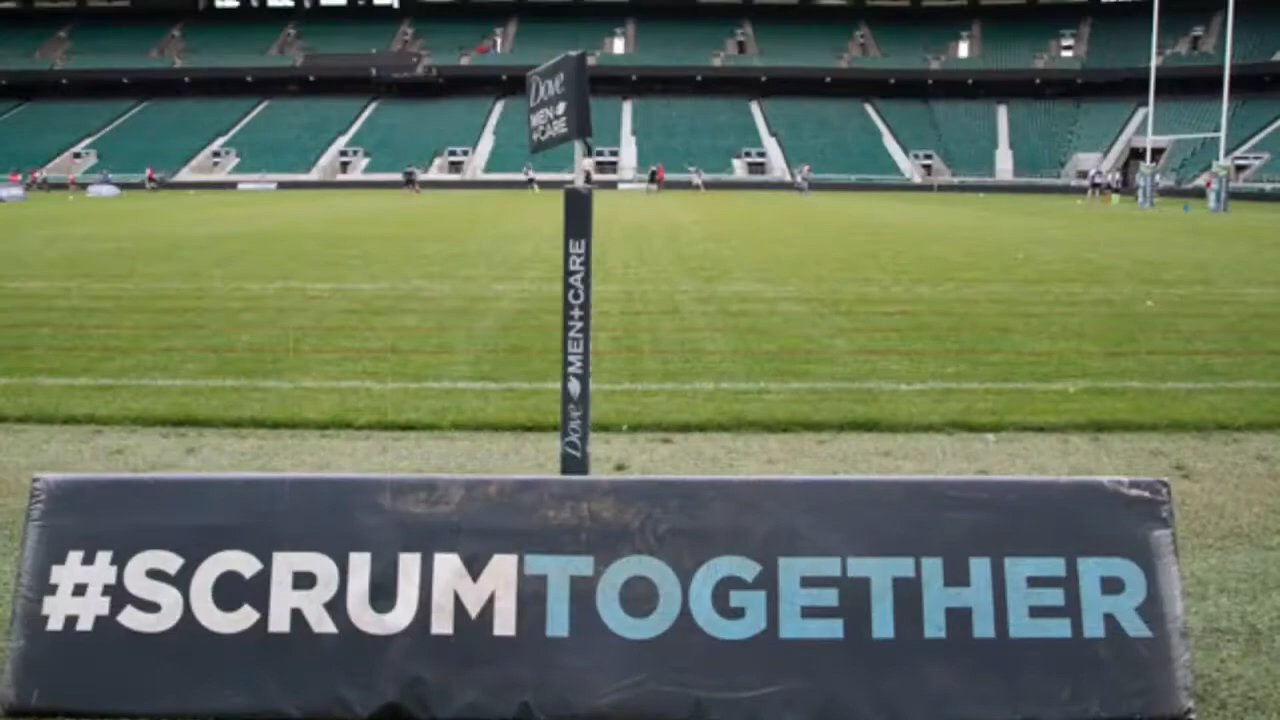 Dove
MEN
+CARE
Dove MEN+CARE
#SCRUMTOGETHER